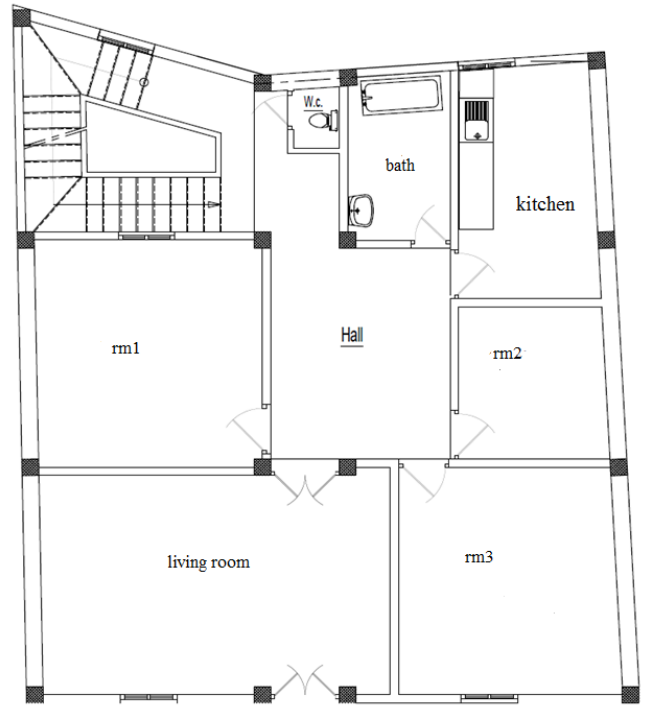 W.c.
bath
kitchen
Hall
rm1
rm2
living room
rm3